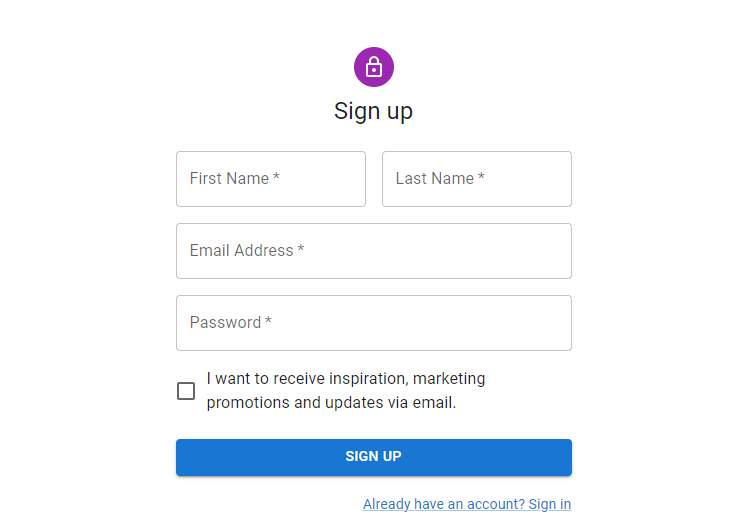 Sign up
First Name *
Last Name *
Email Address *
Password *
I want to receive inspiration, marketing
promotions and updates via email.
SIGN UP
Already have an account? Sign in